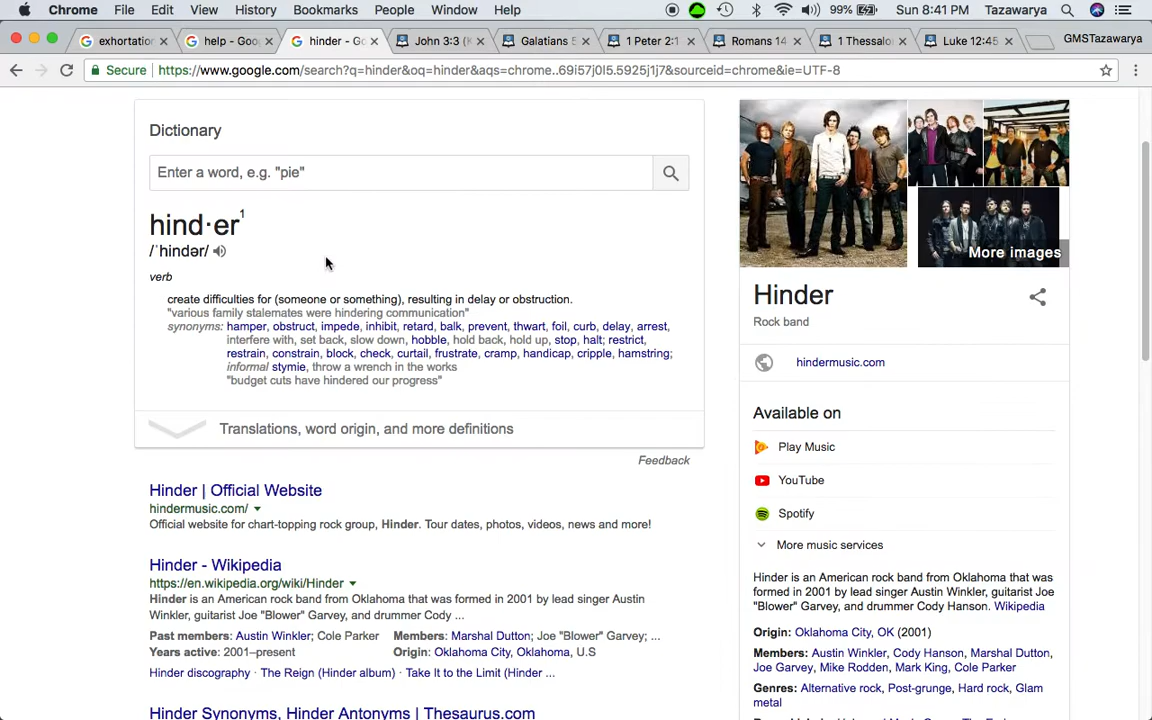 Chrome File Edit View History Bookmarks People Window Help 99% Sun 8:41 PM Tazawarya
exhortation help - Goo hinder - Go John 3:3 (K Galatians 5 1 Peter 2:1 Romans 14 1 Thessalo Luke 12:45 GMSTazawarya
Secure https://www.google.com/search?q=hinder&oq=hinder&aqs=chrome..69i57j0l5.5925j1j7&sourceid=chrome&ie=UTF-8
Dictionary
Enter a word, e.g. "pie"
hind·er1
/ˈhindər/
verb
create difficulties for (someone or something), resulting in delay or obstruction.
"various family stalemates were hindering communication"
synonyms: hamper, obstruct, impede, inhibit, retard, balk, prevent, thwart, foil, curb, delay, arrest,
interfere with, set back, slow down, hobble, hold back, hold up, stop, halt; restrict,
restrain, constrain, block, check, curtail, frustrate, cramp, handicap, cripple, hamstring;
informal stymie, throw a wrench in the works
"budget cuts have hindered our progress"
Translations, word origin, and more definitions
Feedback
Hinder | Official Website
hindermusic.com/
Official website for chart-topping rock group, Hinder. Tour dates, photos, videos, news and more!
Hinder - Wikipedia
https://en.wikipedia.org/wiki/Hinder
Hinder is an American rock band from Oklahoma that was formed in 2001 by lead singer Austin
Winkler, guitarist Joe "Blower" Garvey, and drummer Cody ...
Past members: Austin Winkler; Cole Parker Members: Marshal Dutton; Joe "Blower" Garvey; ...
Years active: 2001–present Origin: Oklahoma City, Oklahoma, U.S
Hinder discography · The Reign (Hinder album) · Take It to the Limit (Hinder ...
Hinder Synonyms, Hinder Antonyms | Thesaurus.com
More images
Hinder
Rock band
hindermusic.com
Available on
Play Music
YouTube
Spotify
More music services
Hinder is an American rock band from Oklahoma that was
formed in 2001 by lead singer Austin Winkler, guitarist Joe
"Blower" Garvey, and drummer Cody Hanson. Wikipedia
Origin: Oklahoma City, OK (2001)
Members: Austin Winkler, Cody Hanson, Marshal Dutton,
Joe Garvey, Mike Rodden, Mark King, Cole Parker
Genres: Alternative rock, Post-grunge, Hard rock, Glam
metal